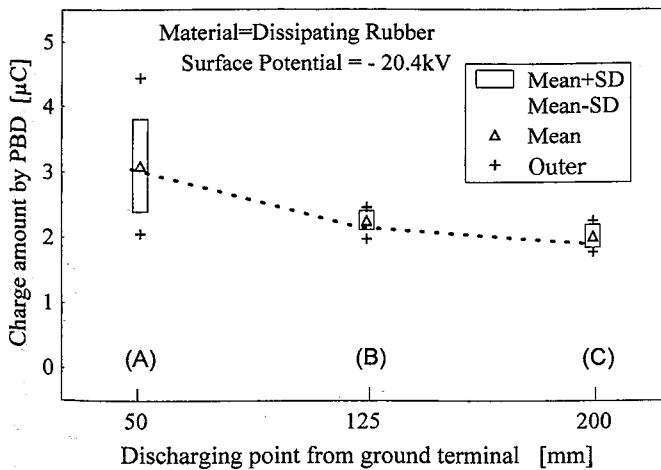 Material=Dissipating Rubber
Surface Potential = - 20.4kV
Mean+SD
Mean-SD
Mean
Outer
Charge amount by PBD [μC]
5
4
3
2
1
0
(A) (B) (C)
50 125 200
Discharging point from ground terminal [mm]